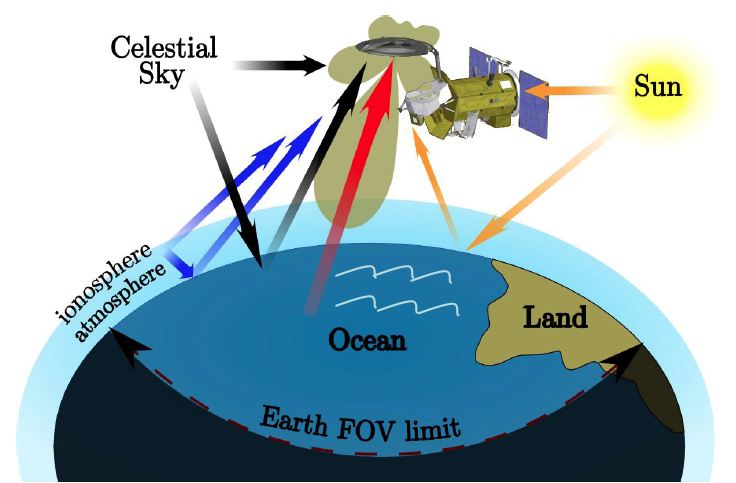 Celestial
Sky
Sun
ionosphere
atmosphere
Land
Ocean
Earth FOV limit